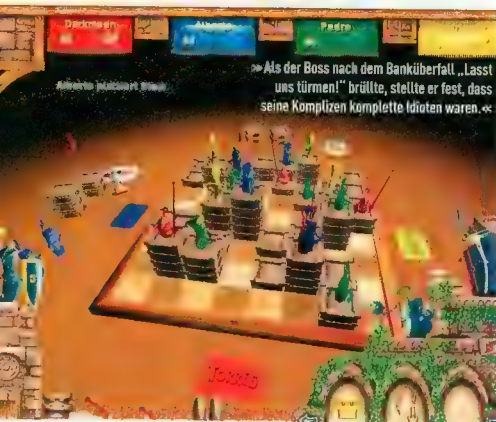 Darkmoon
Alberto
Pedro
»Als der Boss nach dem Banküberfall „Lasst
uns türmen!“ brüllte, stellte er fest, dass
seine Komplizen komplette Idioten waren.«
TORRES